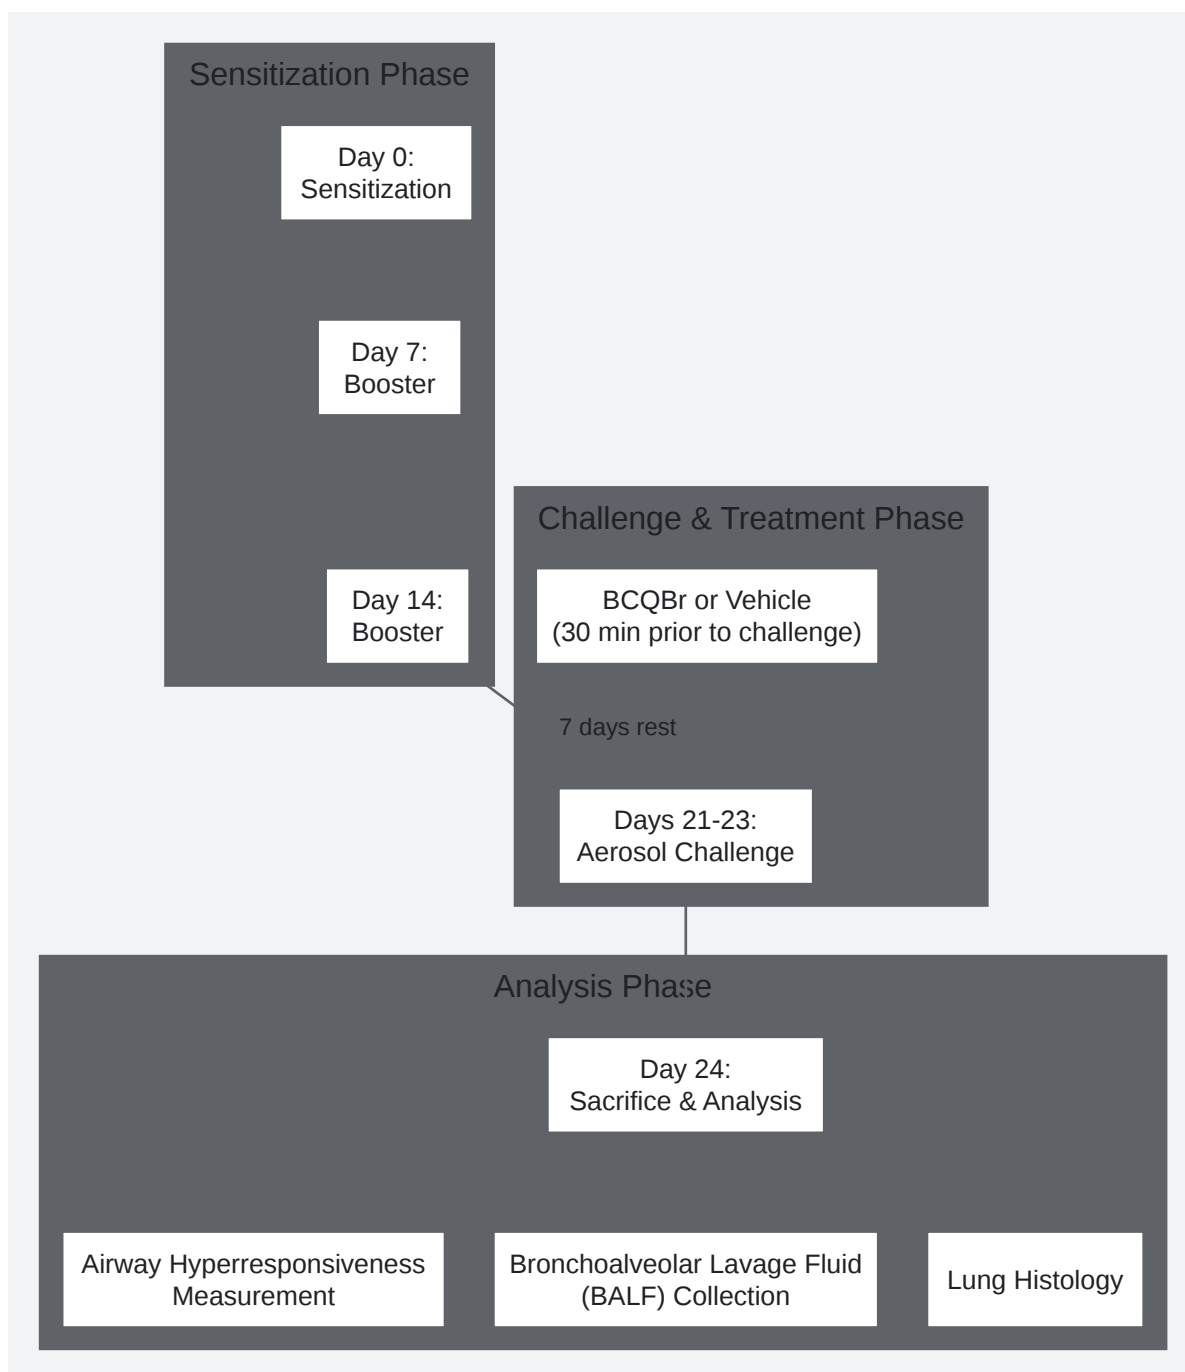 Sensitization Phase
Day 0:
Sensitization
Day 7:
Booster
Day 14:
Booster
Challenge & Treatment Phase
BCQBr or Vehicle
(30 min prior to challenge)
7 days rest
Days 21-23:
Aerosol Challenge
Analysis Phase
Day 24:
Sacrifice & Analysis
Airway Hyperresponsiveness
Measurement
Bronchoalveolar Lavage Fluid
(BALF) Collection
Lung Histology